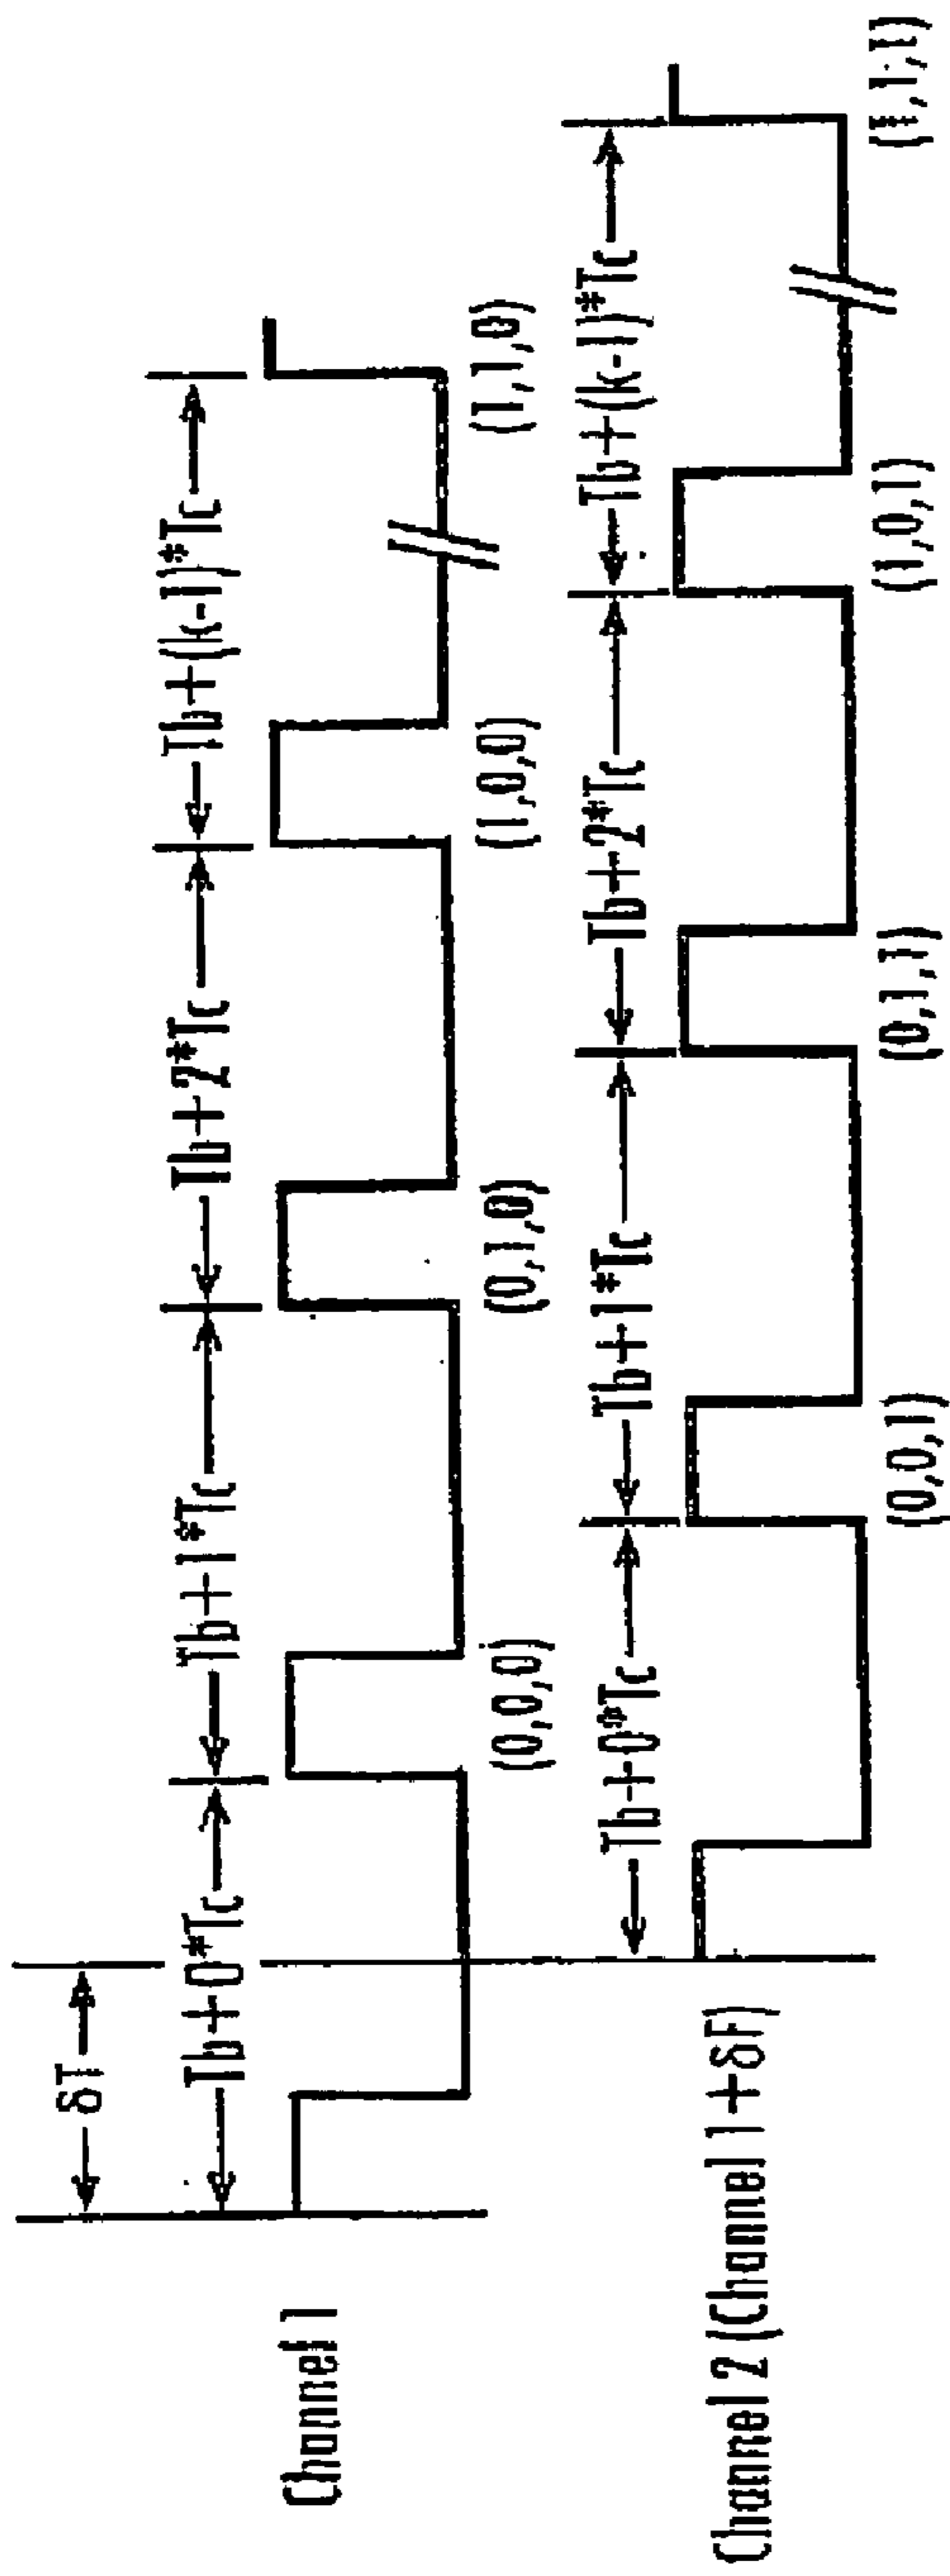 δT
Tb+0*Tc
Tb+1*Tc
Tb+2*Tc
Tb+(k-1)*Tc
Channel 1
(0,0,0)
(0,1,0)
(1,0,0)
(1,1,0)
Tb+0*Tc
Tb+1*Tc
Tb+2*Tc
Tb+(k-1)*Tc
Channel 2 (Channel 1+δF)
(0,0,1)
(0,1,1)
(1,0,1)
(1,1,1)